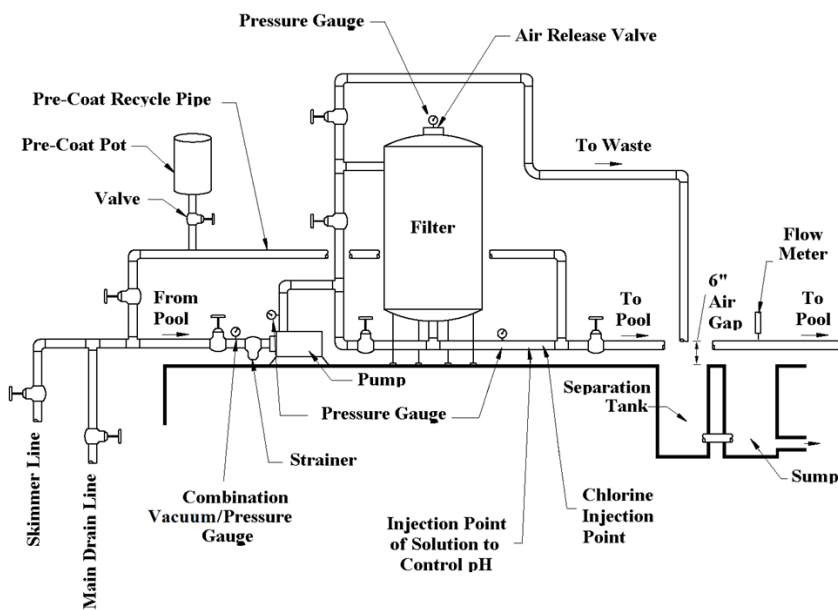 Pressure Gauge
Air Release Valve
Pre-Coat Recycle Pipe
Pre-Coat Pot
To Waste
Valve
Filter
Flow
Meter
6"
Air
Gap
From
Pool
To
Pool
To
Pool
Pump
Separation
Tank
Pressure Gauge
Strainer
Sump
Skimmer Line
Main Drain Line
Combination
Vacuum/Pressure
Gauge
Injection Point
of Solution to
Control pH
Chlorine
Injection
Point